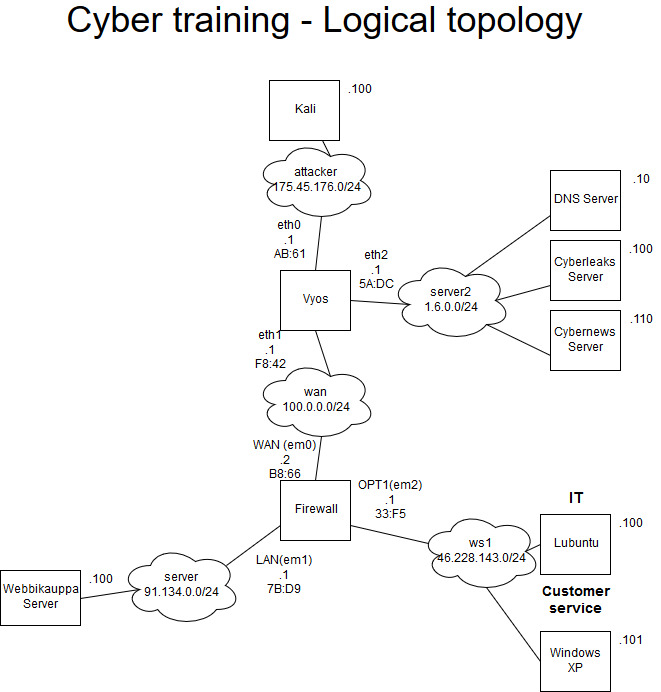 Cyber training - Logical topology
.100
Kali
attacker
175.45.176.0/24
eth0
.1
AB:61
.10
DNS Server
eth2
.1
5A:DC
.100
Cyberleaks
Server
Vyos
server2
1.6.0.0/24
.110
Cybernews
Server
eth1
.1
F8:42
wan
100.0.0.0/24
WAN (em0)
.2
B8:66
Firewall
OPT1(em2)
.1
33:F5
IT
.100
Lubuntu
ws1
46.228.143.0/24
LAN(em1)
.1
7B:D9
server
91.134.0.0/24
.100
Webbikauppa
Server
Customer
service
.101
Windows
XP